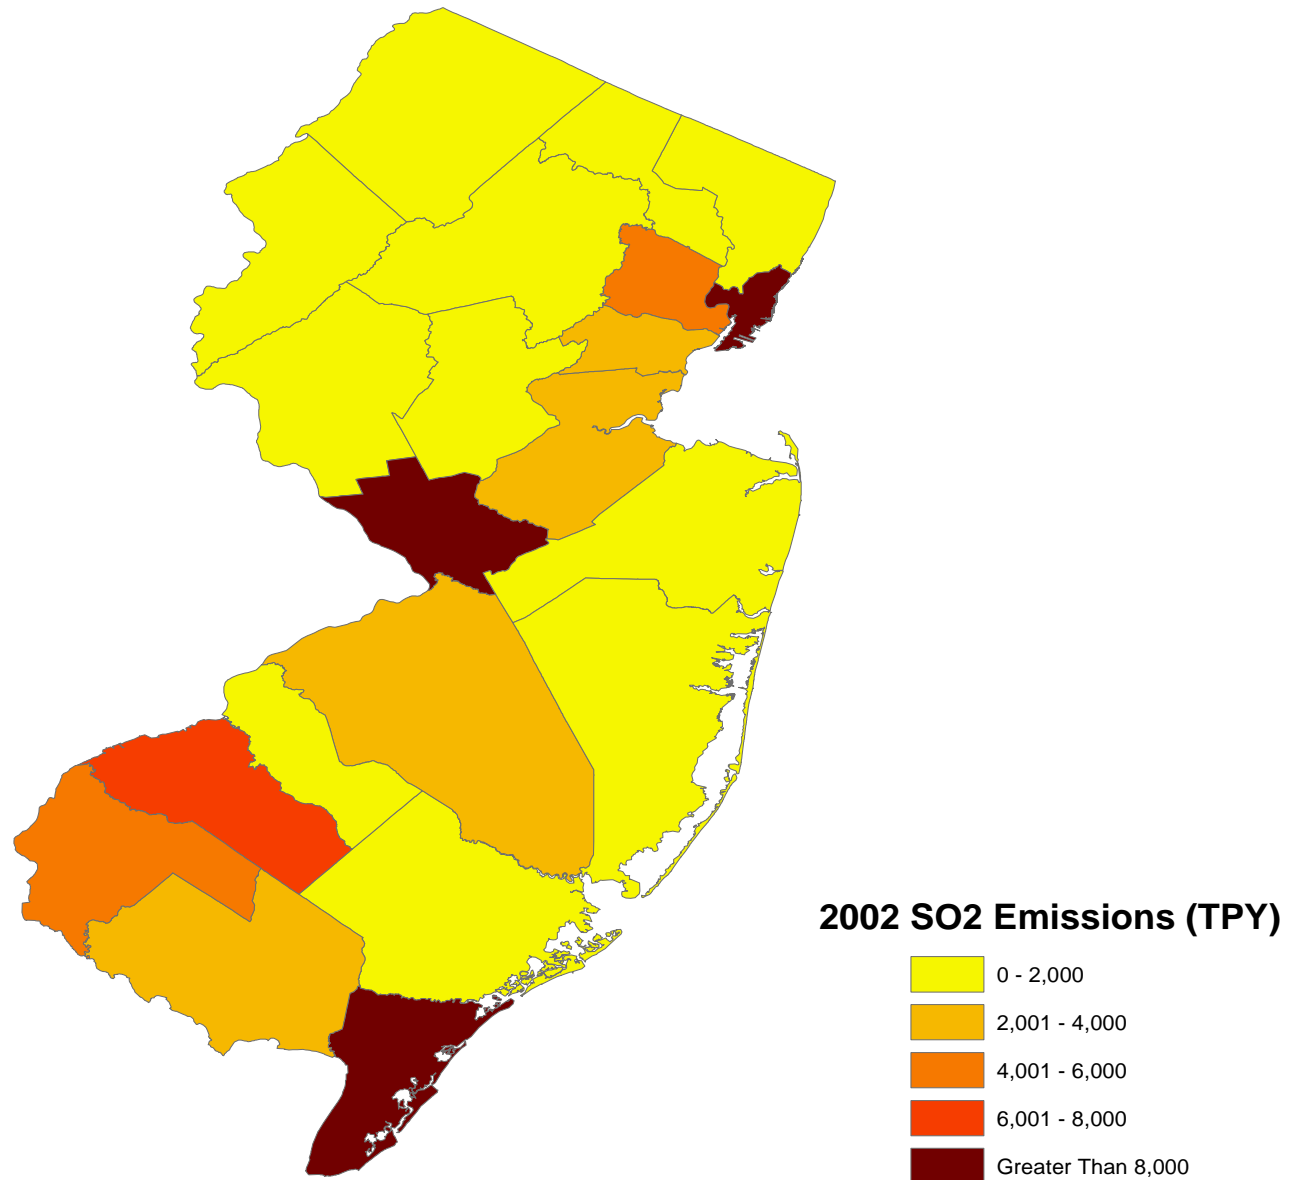 2002 SO2 Emissions (TPY)
0 - 2,000
2,001 - 4,000
4,001 - 6,000
6,001 - 8,000
Greater Than 8,000